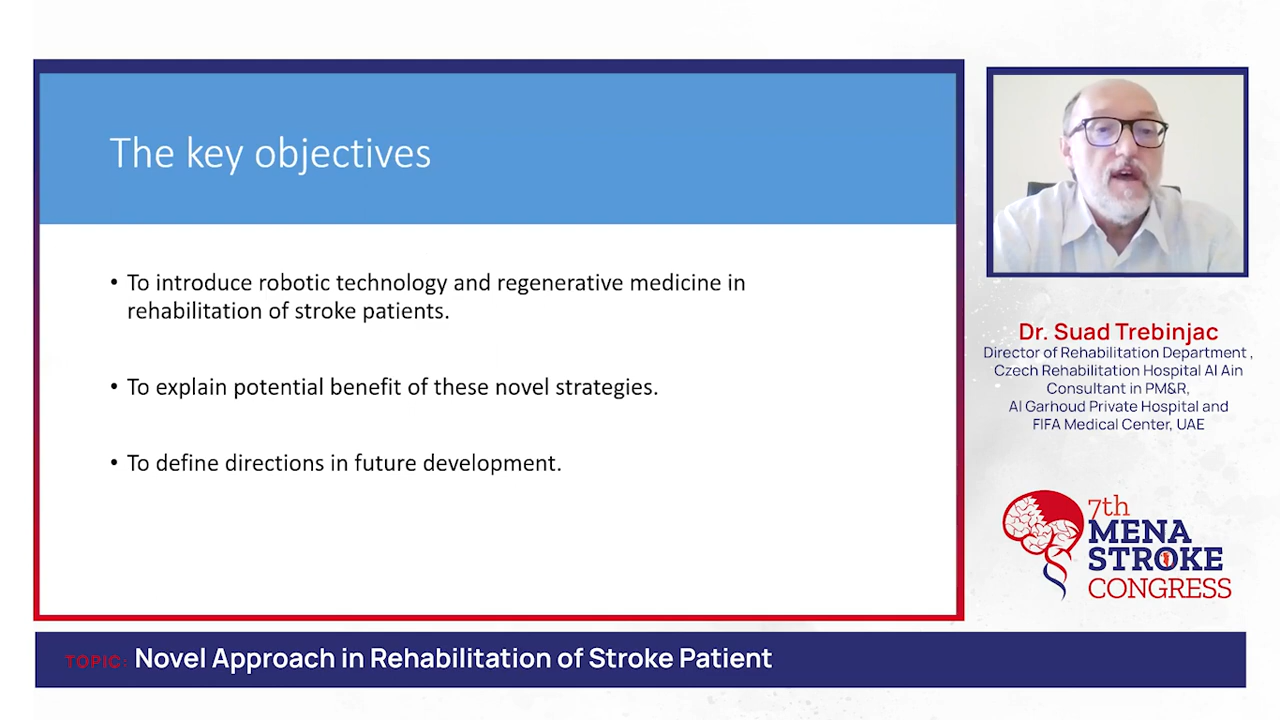 The key objectives
• To introduce robotic technology and regenerative medicine in
rehabilitation of stroke patients.
• To explain potential benefit of these novel strategies.
• To define directions in future development.
Dr. Suad Trebinjac
Director of Rehabilitation Department ,
Czech Rehabilitation Hospital Al Ain
Consultant in PM&R,
Al Garhoud Private Hospital and
FIFA Medical Center, UAE
7th
MENA
STROKE
CONGRESS
TOPIC: Novel Approach in Rehabilitation of Stroke Patient